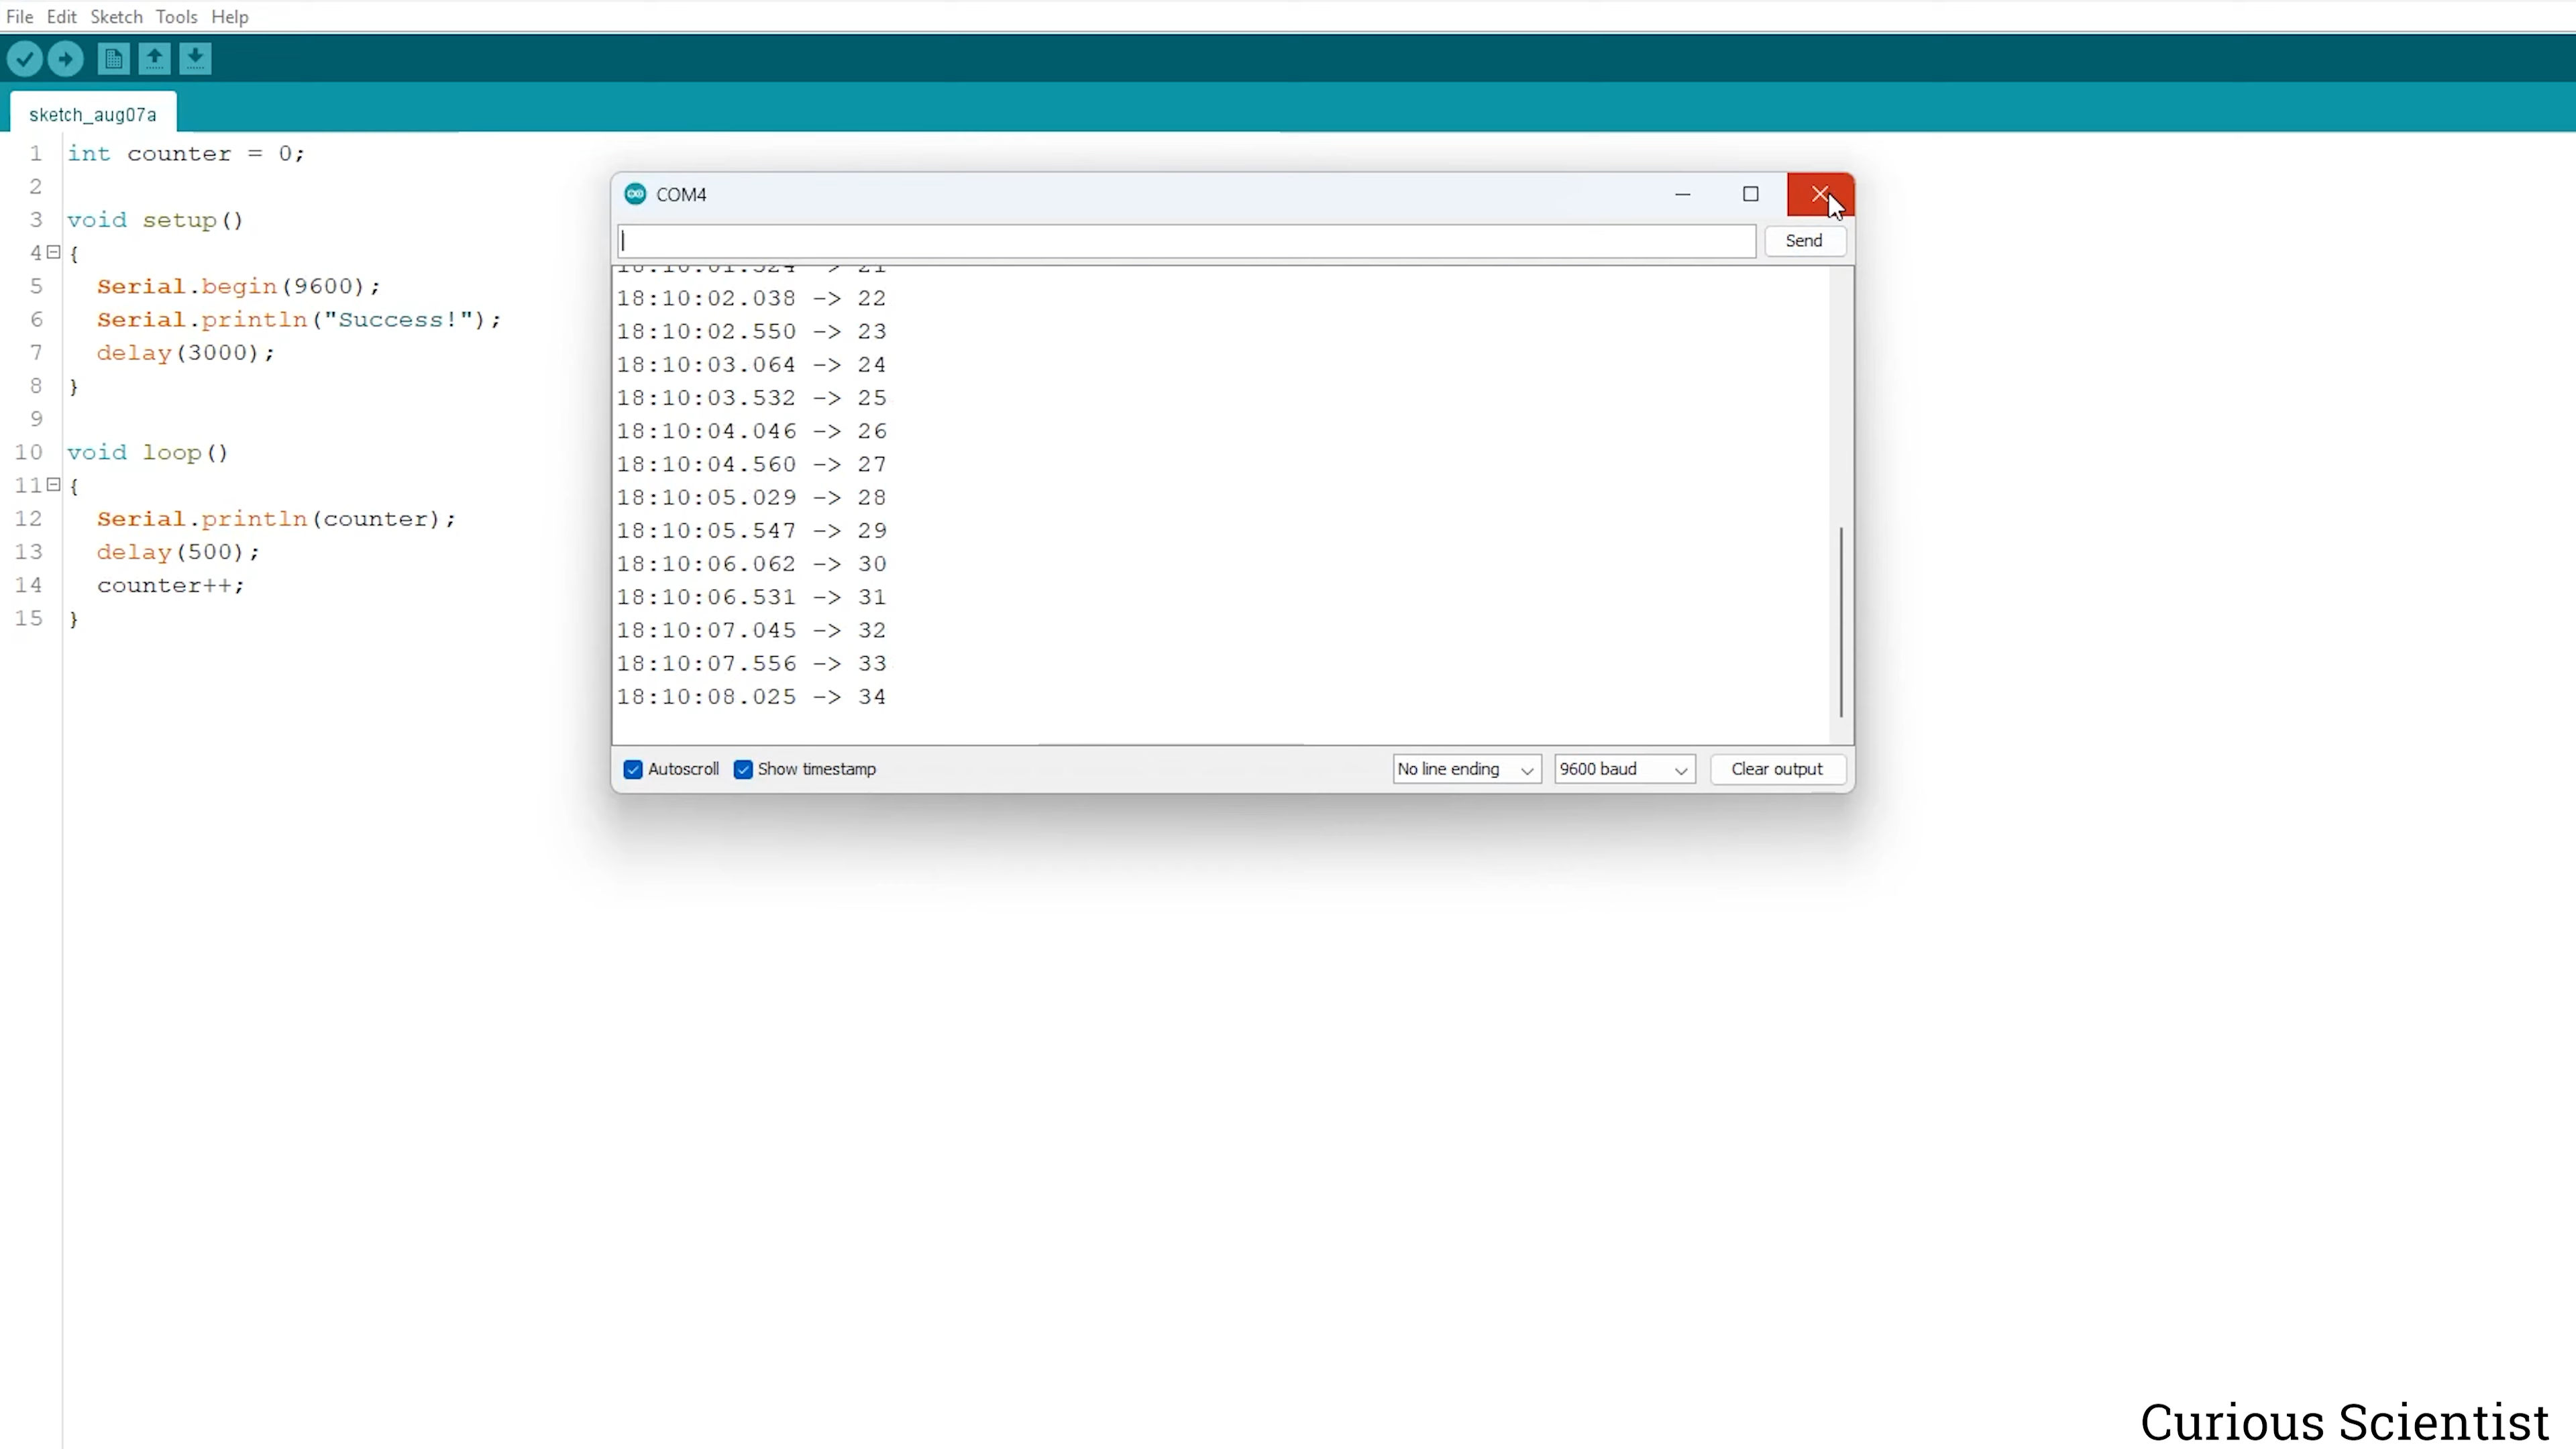 File Edit Sketch Tools Help
sketch_aug07a
1 int counter = 0;
2
3 void setup()
4 {
5 Serial.begin(9600);
6 Serial.println("Success!");
7 delay(3000);
8 }
9
10 void loop()
11 {
12 Serial.println(counter);
13 delay(500);
14 counter++;
15 }
COM4
Send
18:10:01.524 -> 21
18:10:02.038 -> 22
18:10:02.550 -> 23
18:10:03.064 -> 24
18:10:03.532 -> 25
18:10:04.046 -> 26
18:10:04.560 -> 27
18:10:05.029 -> 28
18:10:05.547 -> 29
18:10:06.062 -> 30
18:10:06.531 -> 31
18:10:07.045 -> 32
18:10:07.556 -> 33
18:10:08.025 -> 34
Autoscroll Show timestamp No line ending 9600 baud Clear output
Curious Scientist